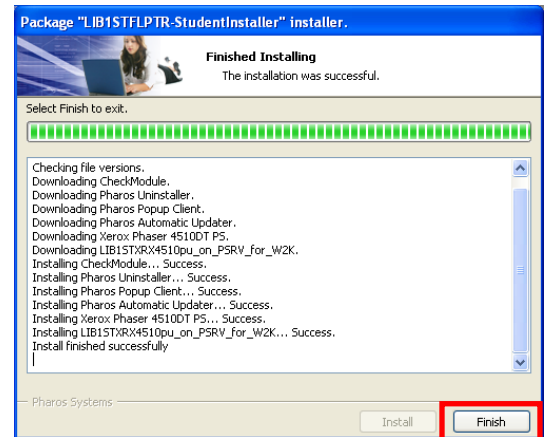 Package "LIB1STFLPTR-StudentInstaller" installer.
Finished Installing
The installation was successful.
Select Finish to exit.
Checking file versions.
Downloading CheckModule.
Downloading Pharos Uninstaller.
Downloading Pharos Popup Client.
Downloading Pharos Automatic Updater.
Downloading Xerox Phaser 4510DT PS.
Downloading LIB1STXRX4510pu_on_PSRV_for_W2K.
Installing CheckModule... Success.
Installing Pharos Uninstaller... Success.
Installing Pharos Popup Client... Success.
Installing Pharos Automatic Updater... Success.
Installing Xerox Phaser 4510DT PS... Success.
Installing LIB1STXRX4510pu_on_PSRV_for_W2K... Success.
Install finished successfully
Pharos Systems
Install
Finish